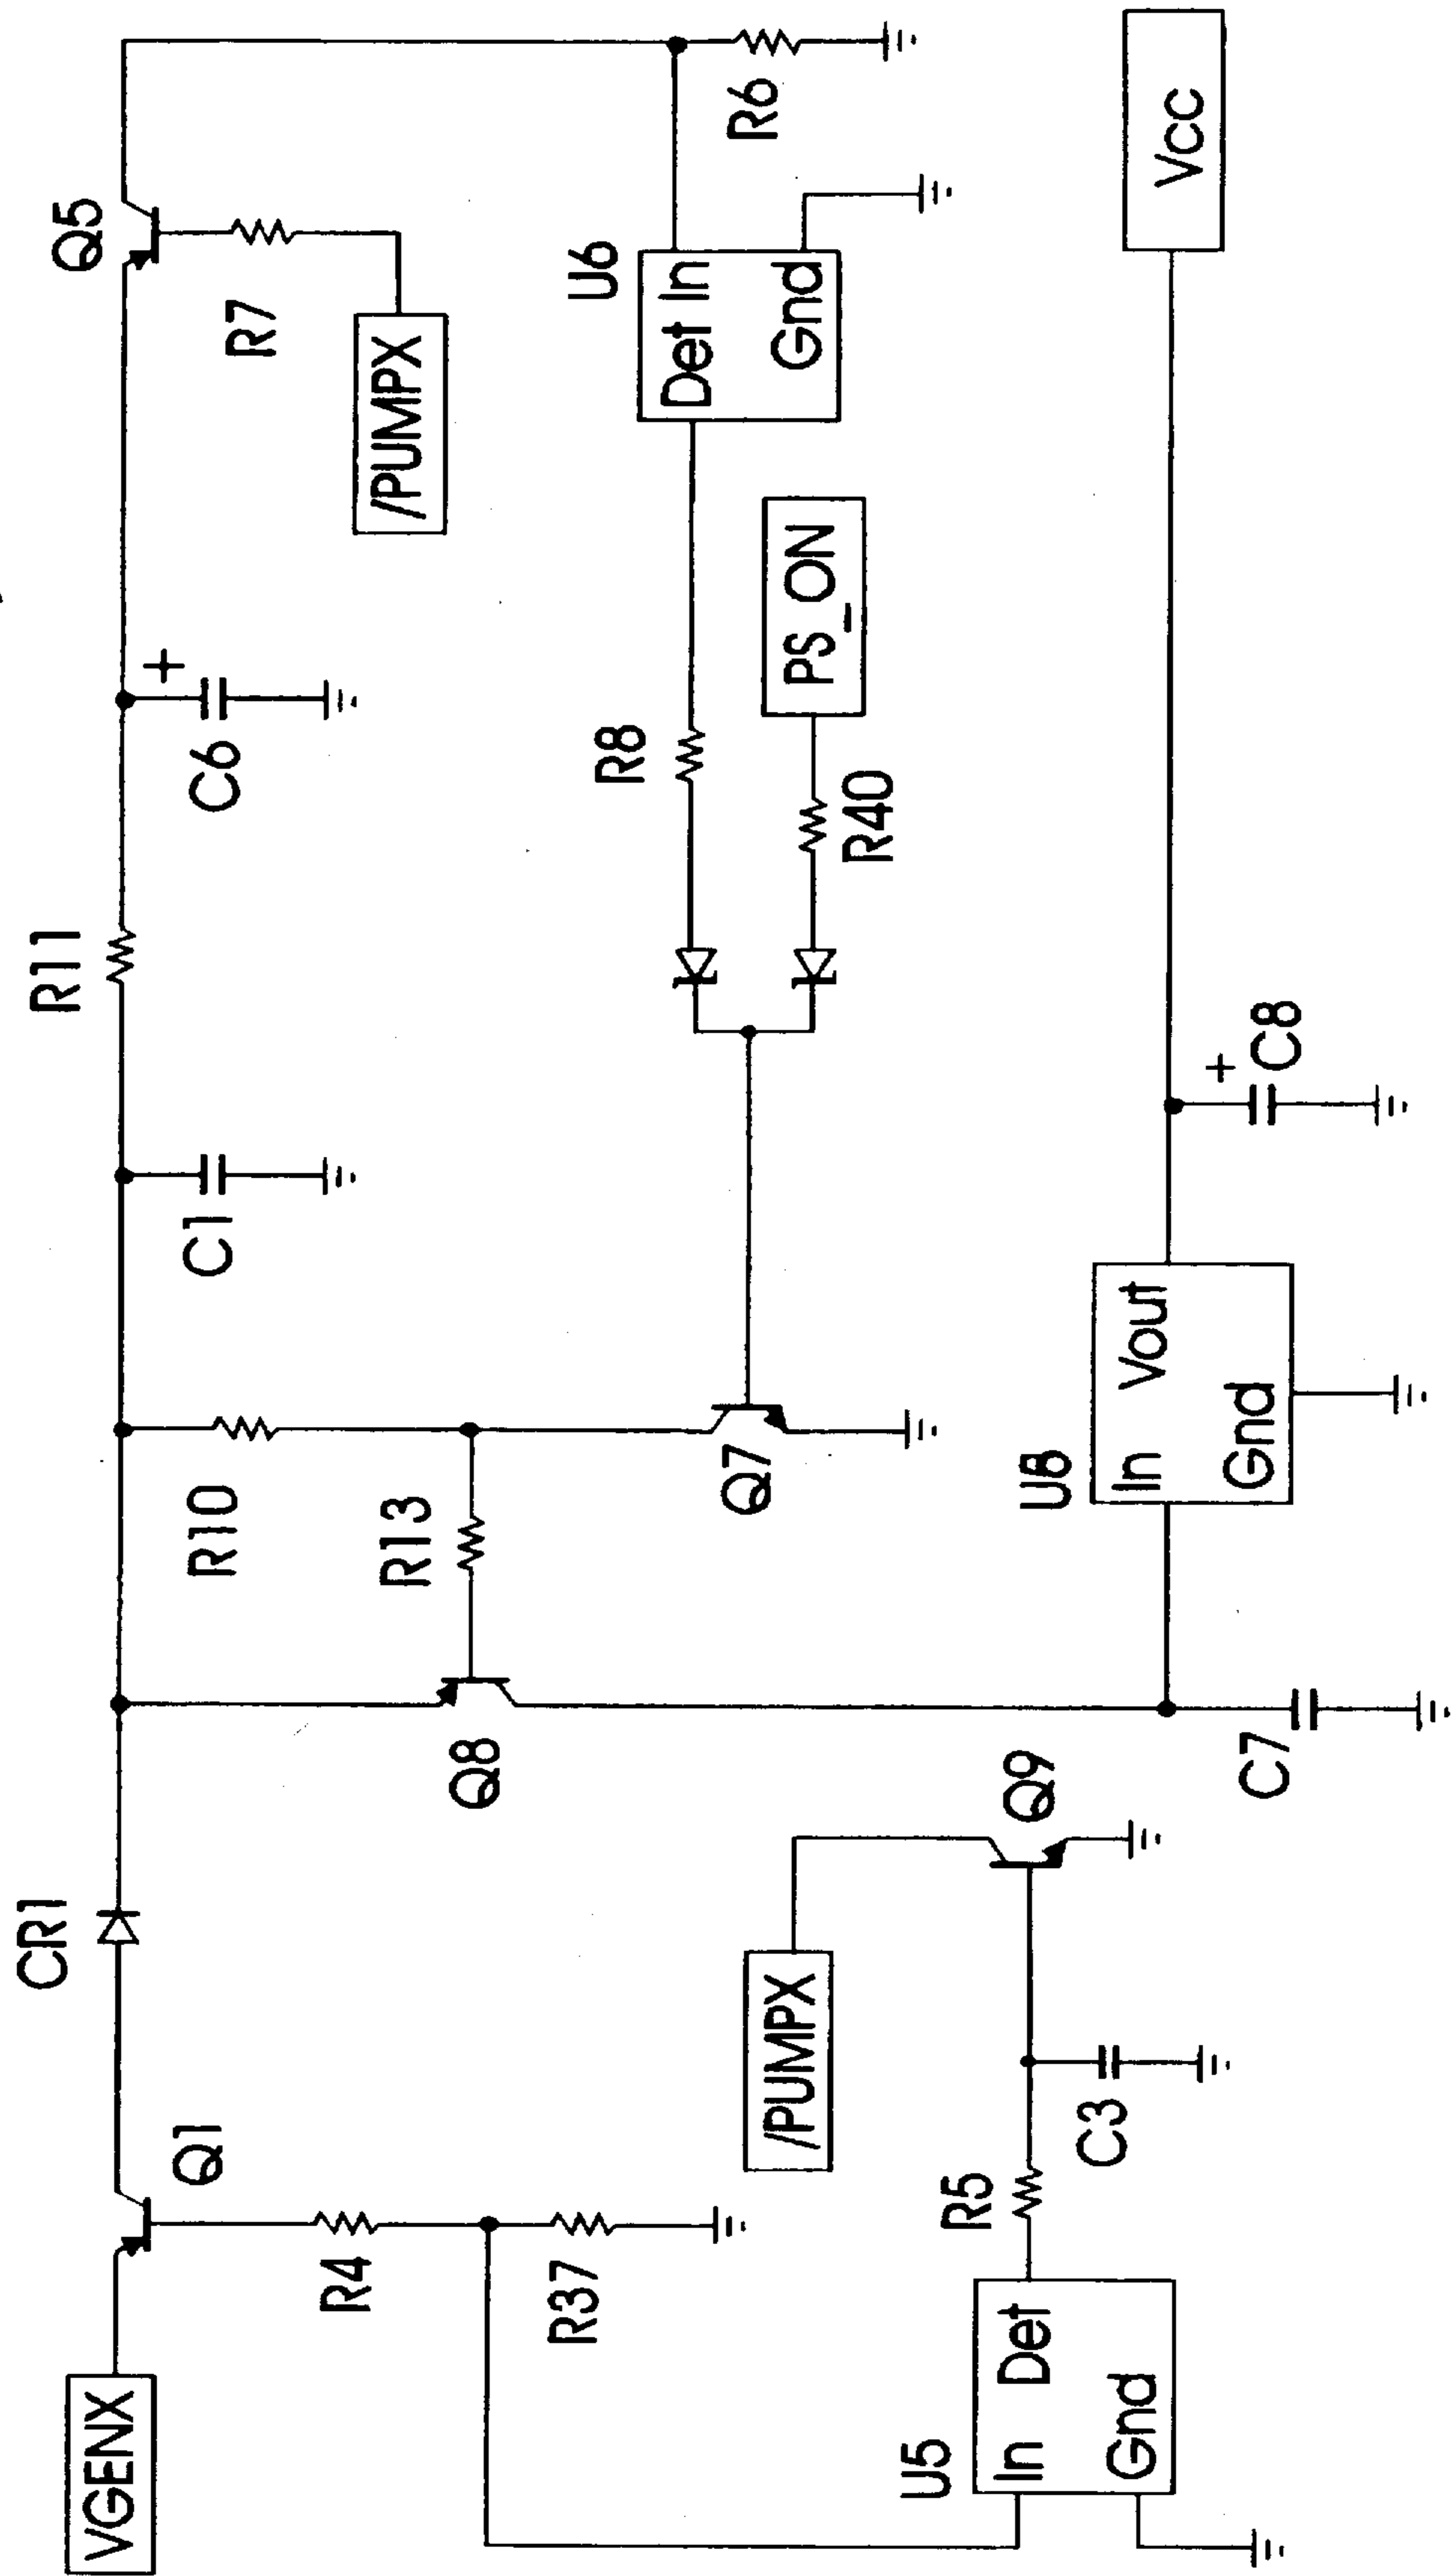 CR1
R11
Q5
VGENX
Q1
R10
C1
C6
R7
R4
R13
/PUMPX
Q8
R37
R8
U6
Det In
Gnd
Q7
R6
/PUMPX
PS_ON
R40
U5
R5
Q9
In Det
Gnd
C3
U8
In Vout
Gnd
Vcc
C7
C8